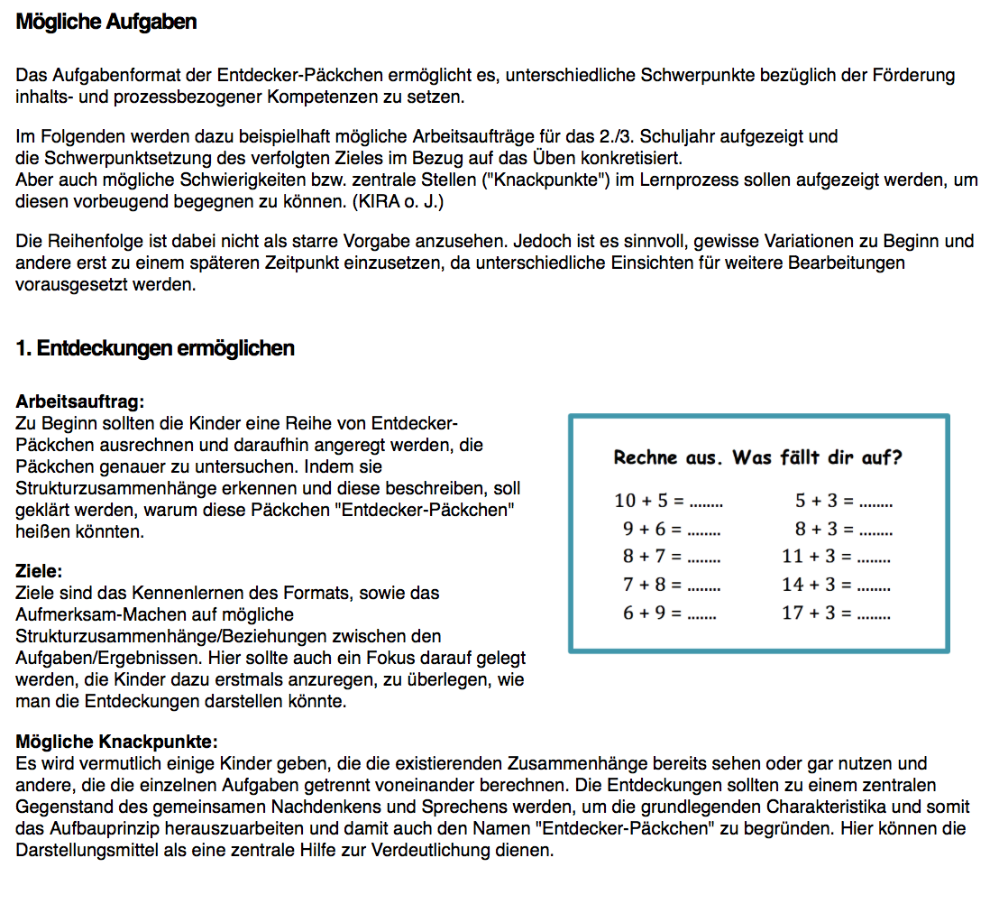 Mögliche Aufgaben
Das Aufgabenformat der Entdecker-Päckchen ermöglicht es, unterschiedliche Schwerpunkte bezüglich der Förderung
inhalts- und prozessbezogener Kompetenzen zu setzen.
Im Folgenden werden dazu beispielhaft mögliche Arbeitsaufträge für das 2./3. Schuljahr aufgezeigt und
die Schwerpunktsetzung des verfolgten Zieles im Bezug auf das Üben konkretisiert.
Aber auch mögliche Schwierigkeiten bzw. zentrale Stellen ("Knackpunkte") im Lernprozess sollen aufgezeigt werden, um
diesen vorbeugend begegnen zu können. (KIRA o. J.)
Die Reihenfolge ist dabei nicht als starre Vorgabe anzusehen. Jedoch ist es sinnvoll, gewisse Variationen zu Beginn und
andere erst zu einem späteren Zeitpunkt einzusetzen, da unterschiedliche Einsichten für weitere Bearbeitungen
vorausgesetzt werden.
1. Entdeckungen ermöglichen
Arbeitsauftrag:
Zu Beginn sollten die Kinder eine Reihe von Entdecker-
Päckchen ausrechnen und daraufhin angeregt werden, die
Päckchen genauer zu untersuchen. Indem sie
Strukturzusammenhänge erkennen und diese beschreiben, soll
geklärt werden, warum diese Päckchen "Entdecker-Päckchen"
heißen könnten.
Ziele:
Ziele sind das Kennenlernen des Formats, sowie das
Aufmerksam-Machen auf mögliche
Strukturzusammenhänge/Beziehungen zwischen den
Aufgaben/Ergebnissen. Hier sollte auch ein Fokus darauf gelegt
werden, die Kinder dazu erstmals anzuregen, zu überlegen, wie
man die Entdeckungen darstellen könnte.
Rechne aus. Was fällt dir auf?
10 + 5 = ........ 5 + 3 = ........
9 + 6 = ........ 8 + 3 = ........
8 + 7 = ........ 11 + 3 = ........
7 + 8 = ........ 14 + 3 = ........
6 + 9 = ....... 17 + 3 = ........
Mögliche Knackpunkte:
Es wird vermutlich einige Kinder geben, die die existierenden Zusammenhänge bereits sehen oder gar nutzen und
andere, die die einzelnen Aufgaben getrennt voneinander berechnen. Die Entdeckungen sollten zu einem zentralen
Gegenstand des gemeinsamen Nachdenkens und Sprechens werden, um die grundlegenden Charakteristika und somit
das Aufbauprinzip herauszuarbeiten und damit auch den Namen "Entdecker-Päckchen" zu begründen. Hier können die
Darstellungsmittel als eine zentrale Hilfe zur Verdeutlichung dienen.